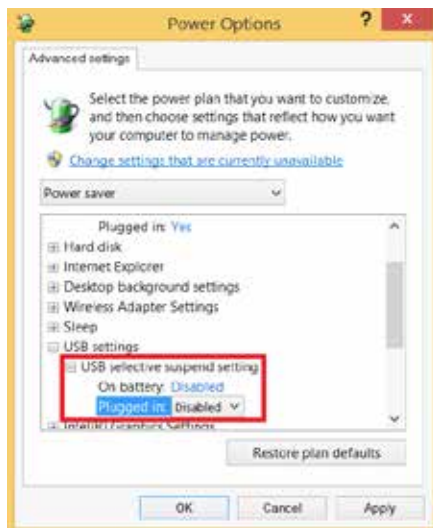 Power Options
?
x
Advanced settings
Select the power plan that you want to customize,
and then choose settings that reflect how you want
your computer to manage power.
Change settings that are currently unavailable
Power saver
Plugged in: Yes
Hard disk
Internet Explorer
Desktop background settings
Wireless Adapter Settings
Sleep
USB settings
USB selective suspend setting
On battery: Disabled
Plugged in: Disabled
Intel(R) Graphics Settings
Restore plan defaults
OK
Cancel
Apply